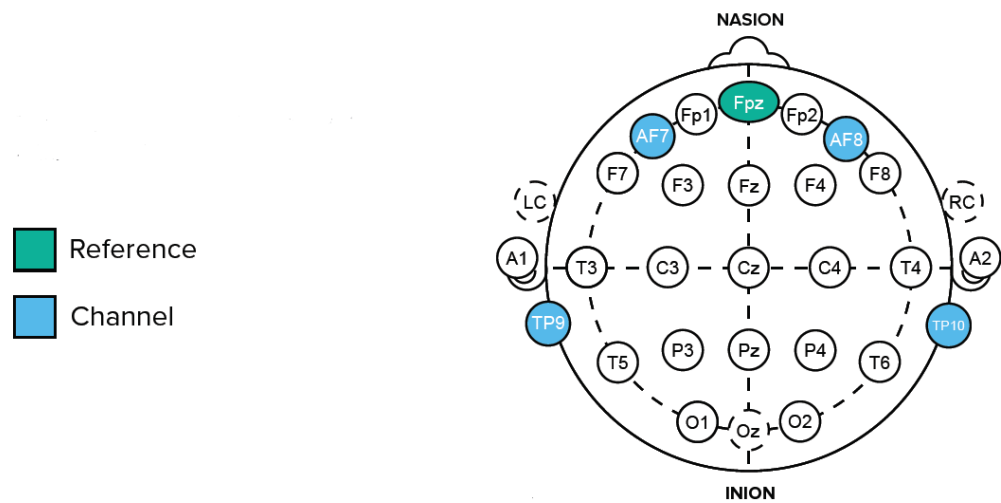 NASION
Fp1 Fpz Fp2
AF7 AF8
F7 F3 Fz F4 F8
LC RC
Reference
A1 T3 C3 Cz C4 T4 A2
Channel
TP9 TP10
T5 P3 Pz P4 T6
O1 Oz O2
INION